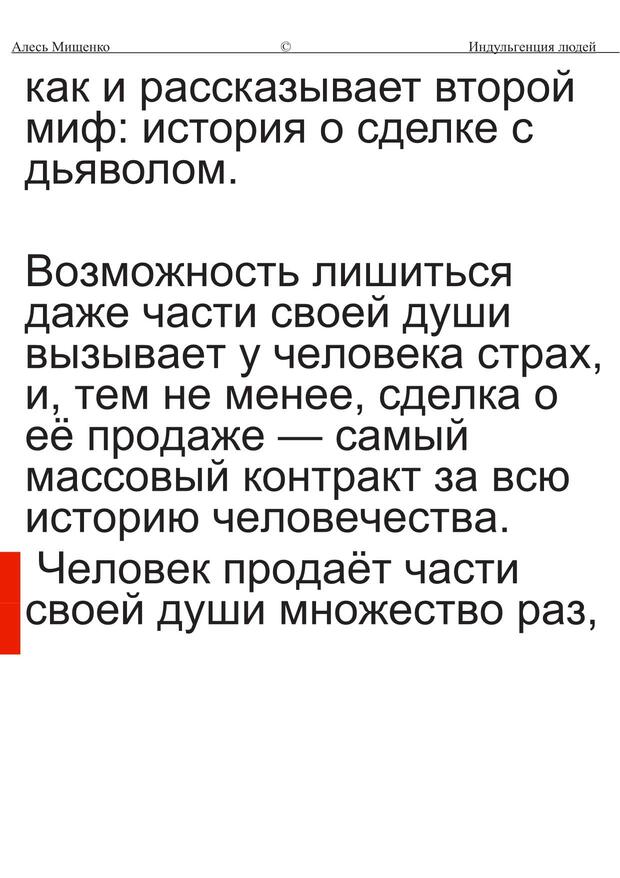 Алесь Мищенко © Индульгенция людей
как и рассказывает второй
миф: история о сделке с
дьяволом.
Возможность лишиться
даже части своей души
вызывает у человека страх,
и, тем не менее, сделка о
её продаже — самый
массовый контракт за всю
историю человечества.
Человек продаёт части
своей души множество раз,